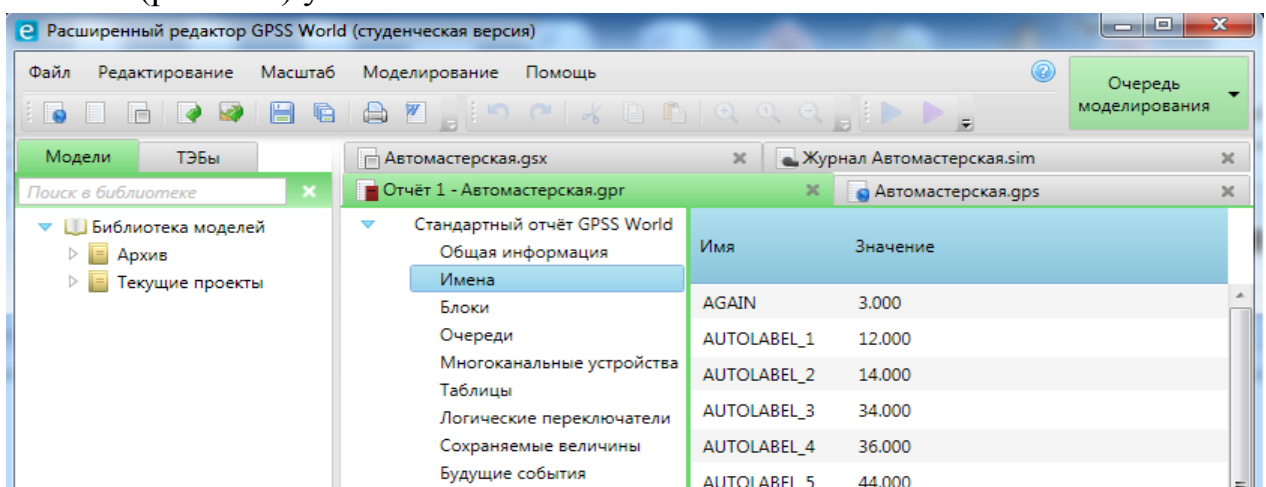 Расширенный редактор GPSS World (студенческая версия)
Файл Редактирование Масштаб Моделирование Помощь
Очередь
моделирования
Модели ТЭБы
Поиск в библиотеке
Библиотека моделей
Архив
Текущие проекты
Автомастерская.gsx
Журнал Автомастерская.sim
Отчёт 1 - Автомастерская.gpr
Автомастерская.gps
Стандартный отчёт GPSS World
Общая информация
Имена
Блоки
Очереди
Многоканальные устройства
Таблицы
Логические переключатели
Сохраняемые величины
Будущие события
Имя Значение
AGAIN 3.000
AUTOLABEL_1 12.000
AUTOLABEL_2 14.000
AUTOLABEL_3 34.000
AUTOLABEL_4 36.000
AUTOLABEL_5 44.000